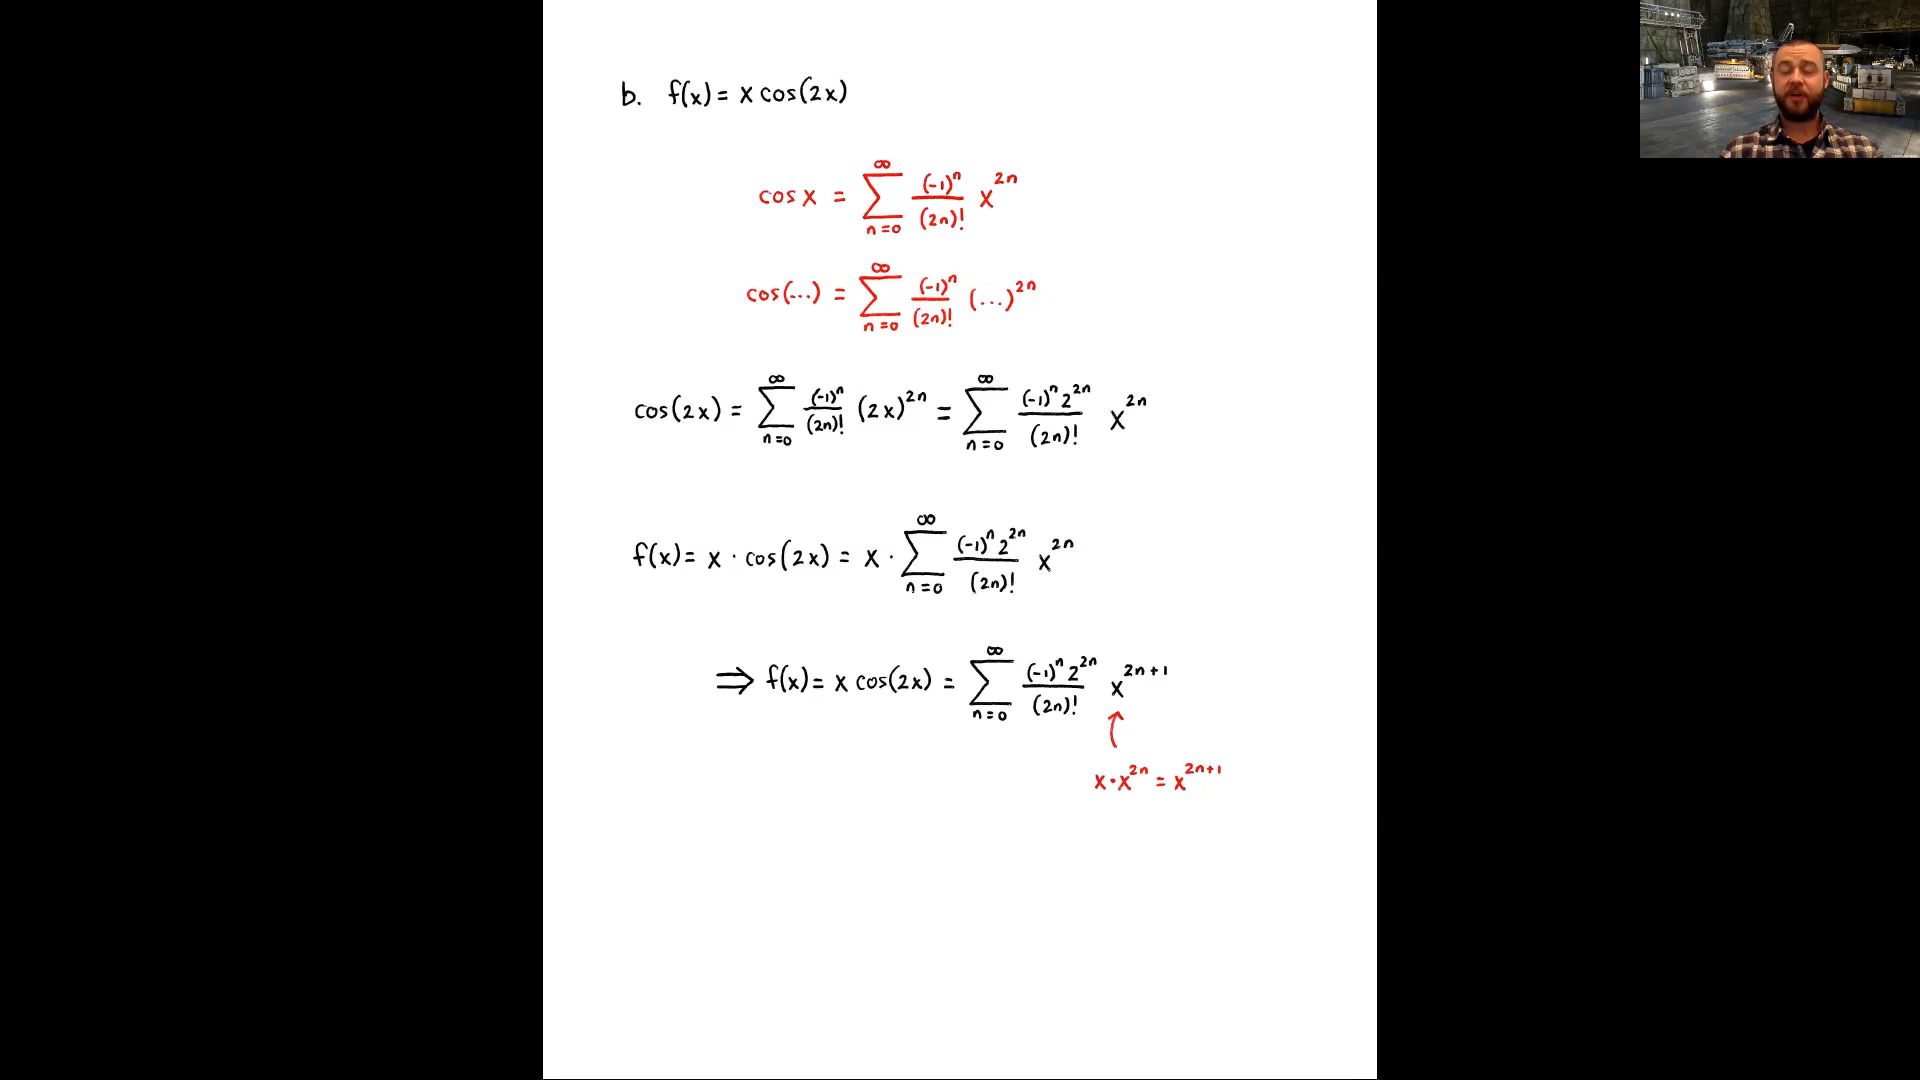 b. f(x) = x cos(2x)
cos x = ∑_{n=0}^{∞} (-1)^n / (2n)! x^{2n}
cos(...) = ∑_{n=0}^{∞} (-1)^n / (2n)! (...)^{2n}
cos(2x) = ∑_{n=0}^{∞} (-1)^n / (2n)! (2x)^{2n} = ∑_{n=0}^{∞} (-1)^n 2^{2n} / (2n)! x^{2n}
f(x) = x · cos(2x) = x · ∑_{n=0}^{∞} (-1)^n 2^{2n} / (2n)! x^{2n}
⟹ f(x) = x cos(2x) = ∑_{n=0}^{∞} (-1)^n 2^{2n} / (2n)! x^{2n+1}
x · x^{2n} = x^{2n+1}